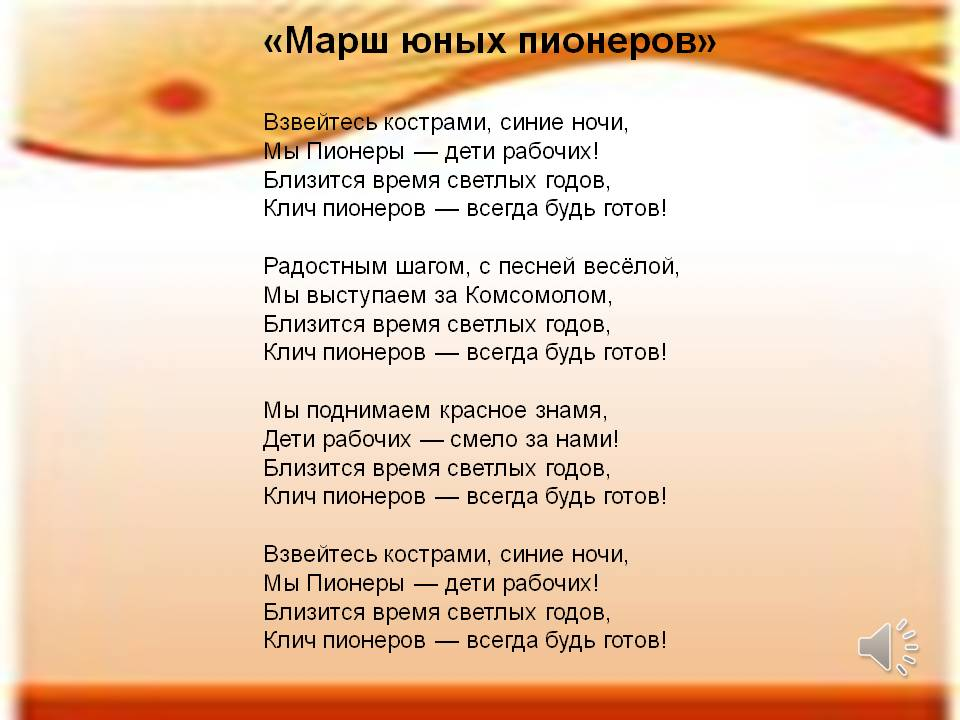 «Марш юных пионеров»
Взвейтесь кострами, синие ночи,
Мы Пионеры — дети рабочих!
Близится время светлых годов,
Клич пионеров — всегда будь готов!
Радостным шагом, с песней весёлой,
Мы выступаем за Комсомолом,
Близится время светлых годов,
Клич пионеров — всегда будь готов!
Мы поднимаем красное знамя,
Дети рабочих — смело за нами!
Близится время светлых годов,
Клич пионеров — всегда будь готов!
Взвейтесь кострами, синие ночи,
Мы Пионеры — дети рабочих!
Близится время светлых годов,
Клич пионеров — всегда будь готов!